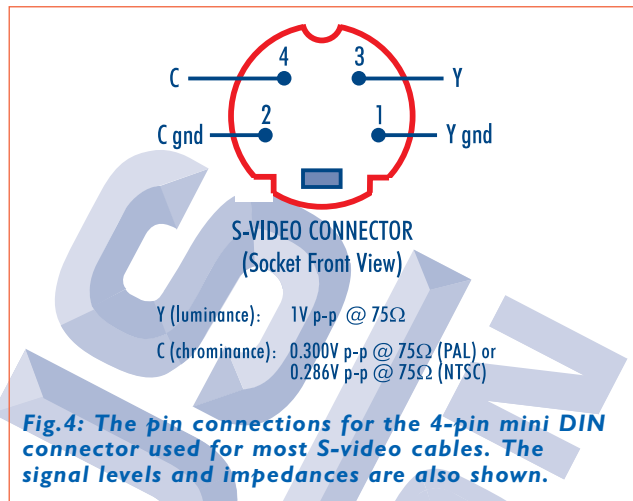 4 3
C Y
2 1
C gnd Y gnd
S-VIDEO CONNECTOR
(Socket Front View)
Y (luminance): 1V p-p @ 75Ω
C (chrominance): 0.300V p-p @ 75Ω (PAL) or
0.286V p-p @ 75Ω (NTSC)
Fig.4: The pin connections for the 4-pin mini DIN
connector used for most S-video cables. The
signal levels and impedances are also shown.